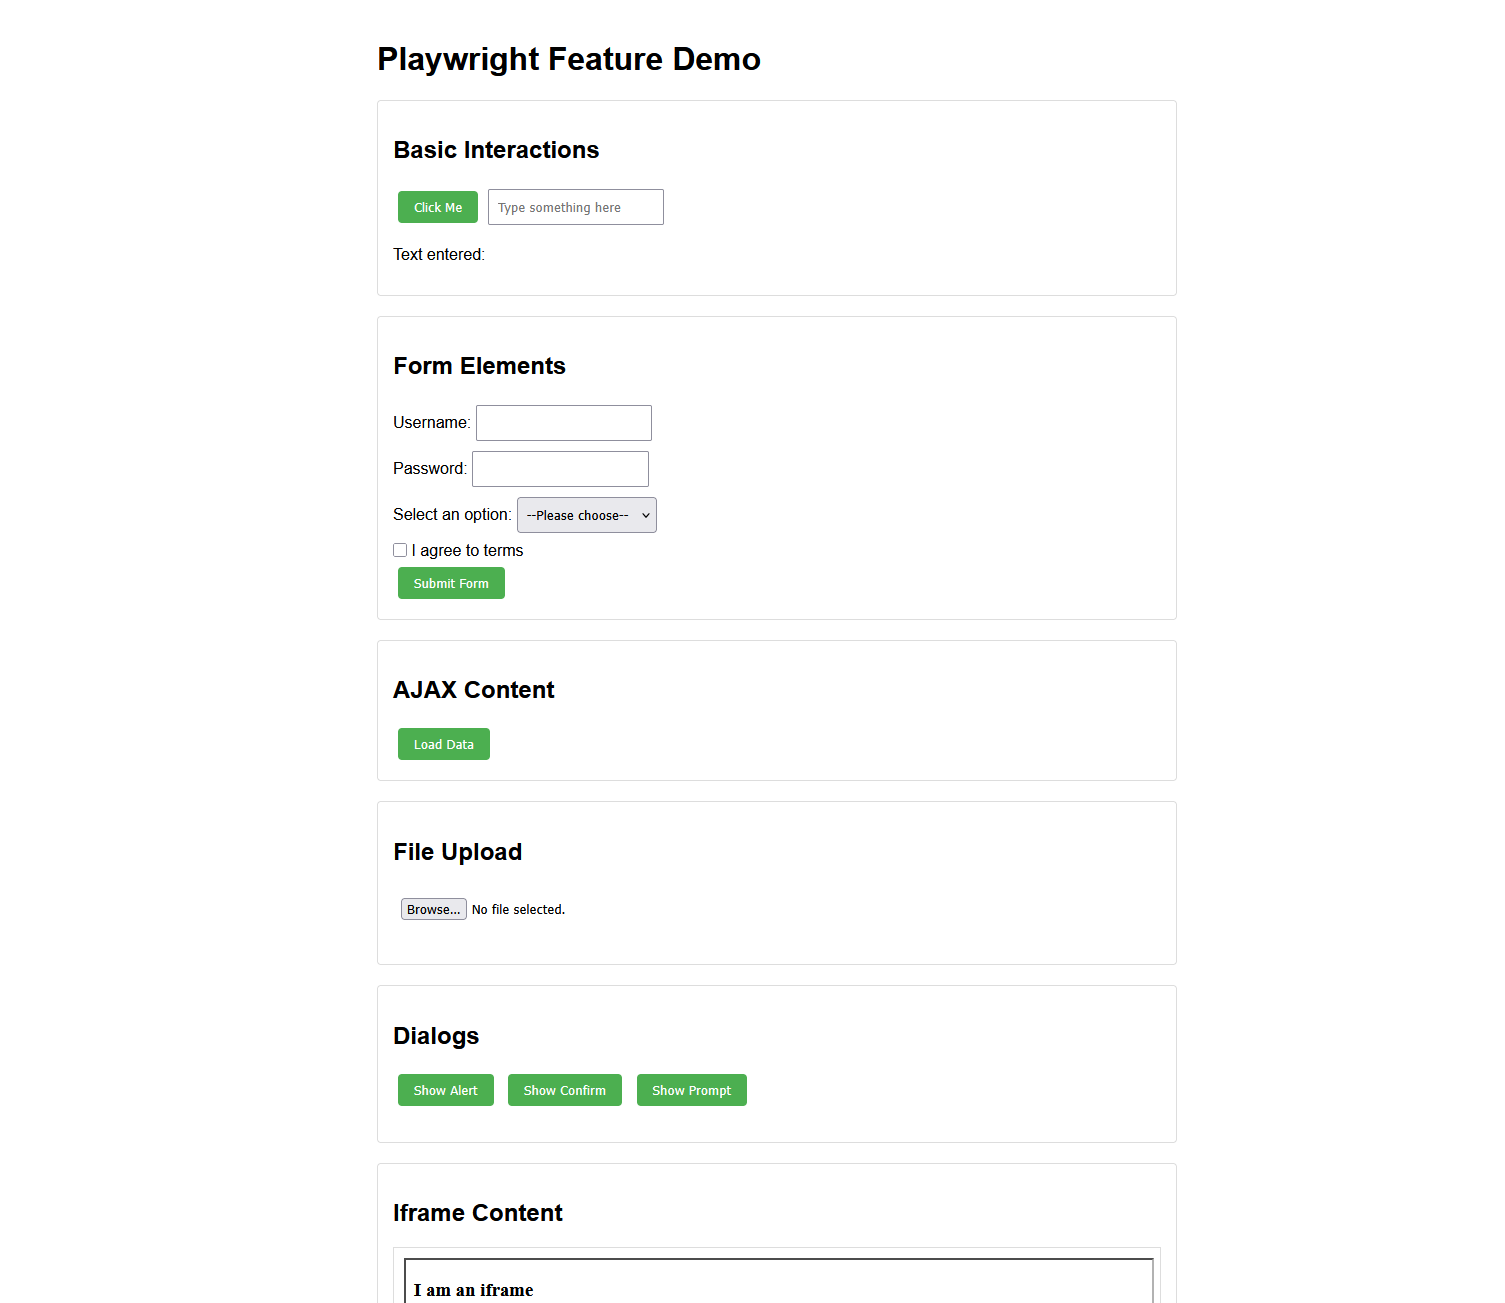 Playwright Feature Demo
Basic Interactions
Click Me Type something here
Text entered:
Form Elements
Username:
Password:
Select an option: --Please choose--
I agree to terms
Submit Form
AJAX Content
Load Data
File Upload
Browse... No file selected.
Dialogs
Show Alert Show Confirm Show Prompt
Iframe Content
I am an iframe